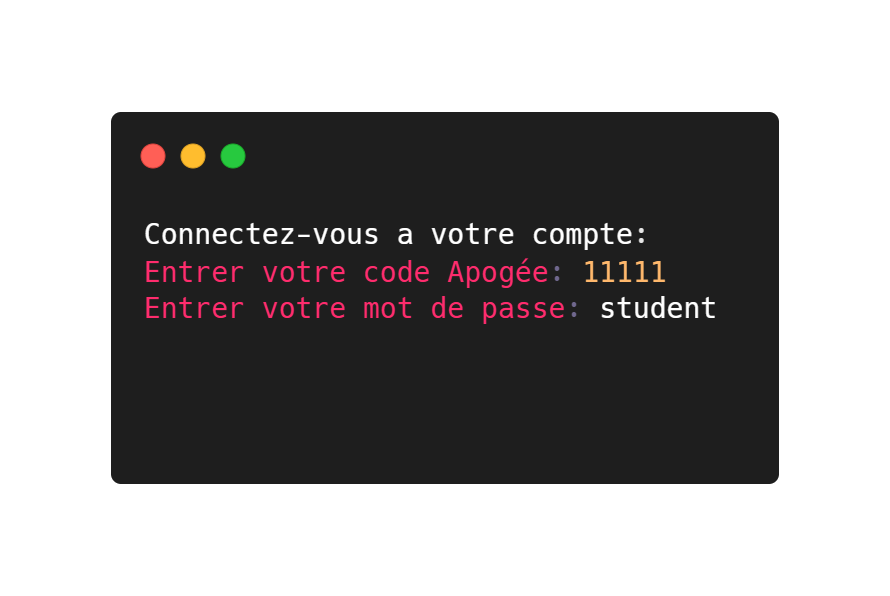 Connectez-vous a votre compte:
Entrer votre code Apogée: 11111
Entrer votre mot de passe: student